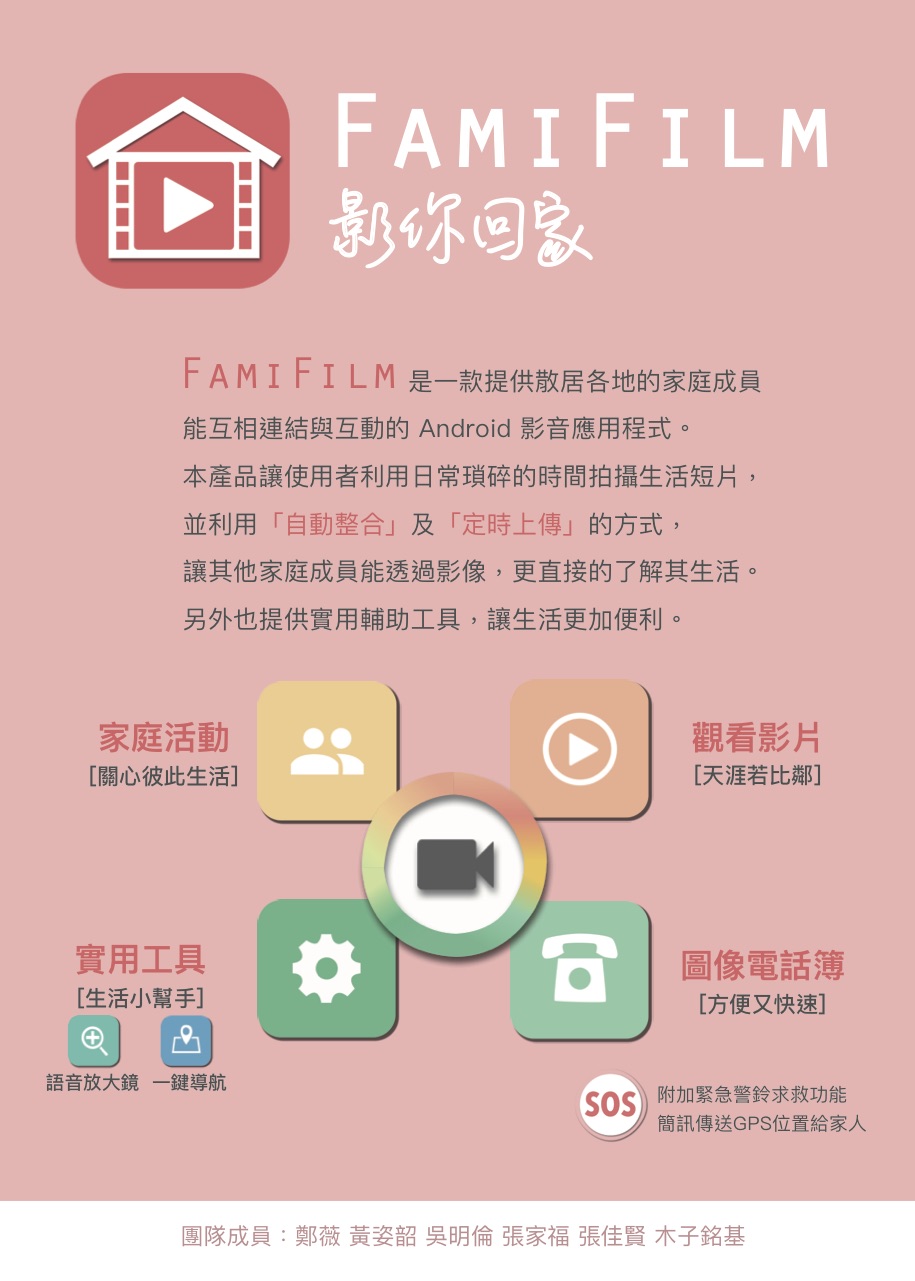 FAMIFILM
影你回家
FAMIFILM 是一款提供散居各地的家庭成員
能互相連結與互動的 Android 影音應用程式。
本產品讓使用者利用日常瑣碎的時間拍攝生活短片，
並利用「自動整合」及「定時上傳」的方式，
讓其他家庭成員能透過影像，更直接的了解其生活。
另外也提供實用輔助工具，讓生活更加便利。
家庭活動
[關心彼此生活]
觀看影片
[天涯若比鄰]
實用工具
[生活小幫手]
語音放大鏡 一鍵導航
圖像電話簿
[方便又快速]
SOS
附加緊急警鈴求救功能
簡訊傳送GPS位置給家人
團隊成員：鄭薇 黃姿韶 吳明倫 張家福 張佳賢 木子銘基